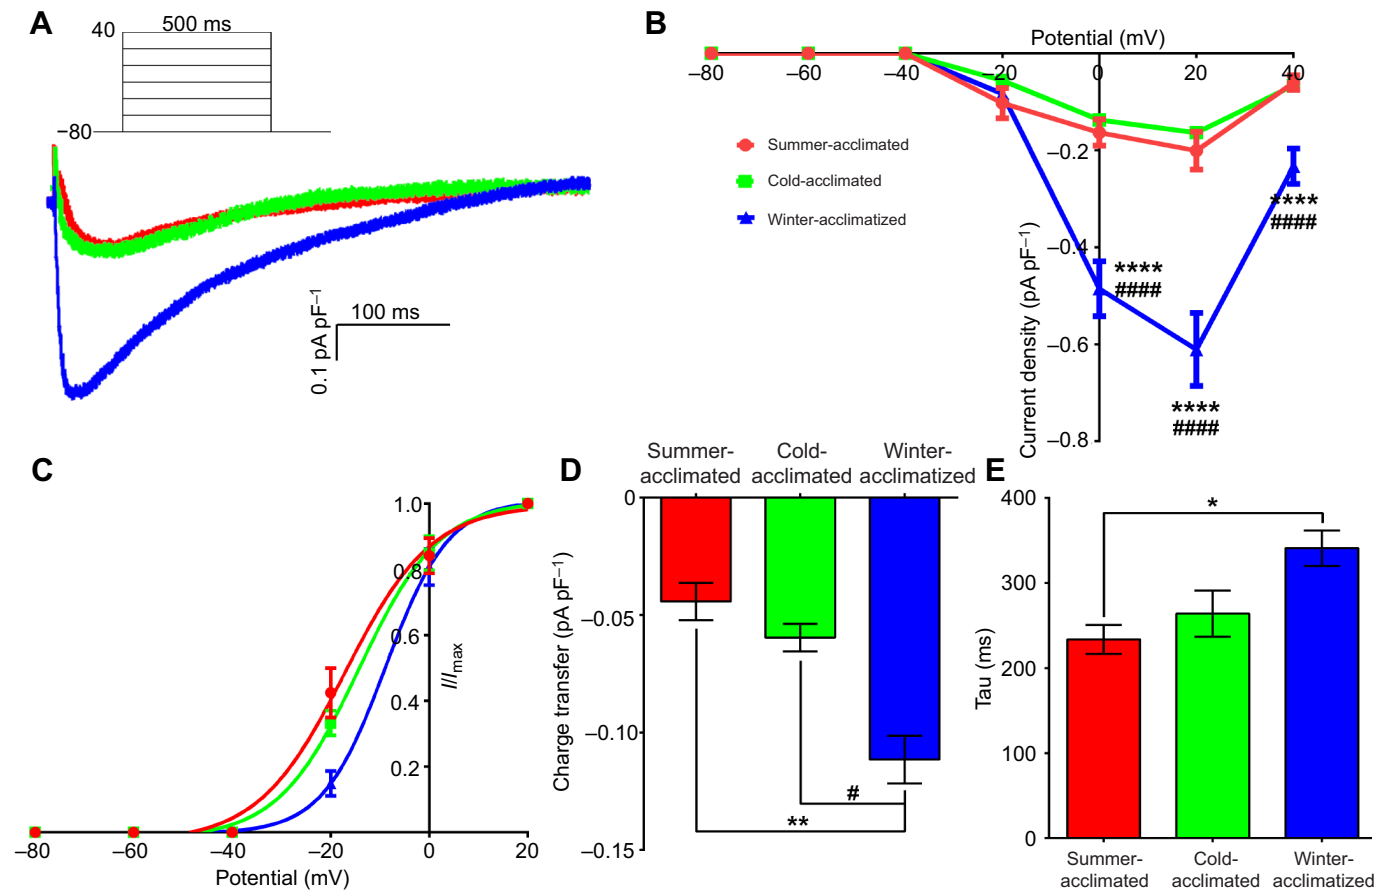 A
40
500 ms
−80
0.1 pA pF−1
100 ms
B
Potential (mV)
−80
−60
−40
−20
0
20
40
Summer-acclimated
Cold-acclimated
Winter-acclimatized
−0.2
−0.4
−0.6
−0.8
Current density (pA pF−1)
****
####
****
####
****
####
C
1.0
0.8
0.6
0.4
0.2
I/Imax
−80
−60
−40
−20
0
20
Potential (mV)
D
Summer-
acclimated
Cold-
acclimated
Winter-
acclimatized
0
−0.05
−0.10
−0.15
Charge transfer (pA pF−1)
#
**
E
400
300
200
100
0
Tau (ms)
*
Summer-
acclimated
Cold-
acclimated
Winter-
acclimatized